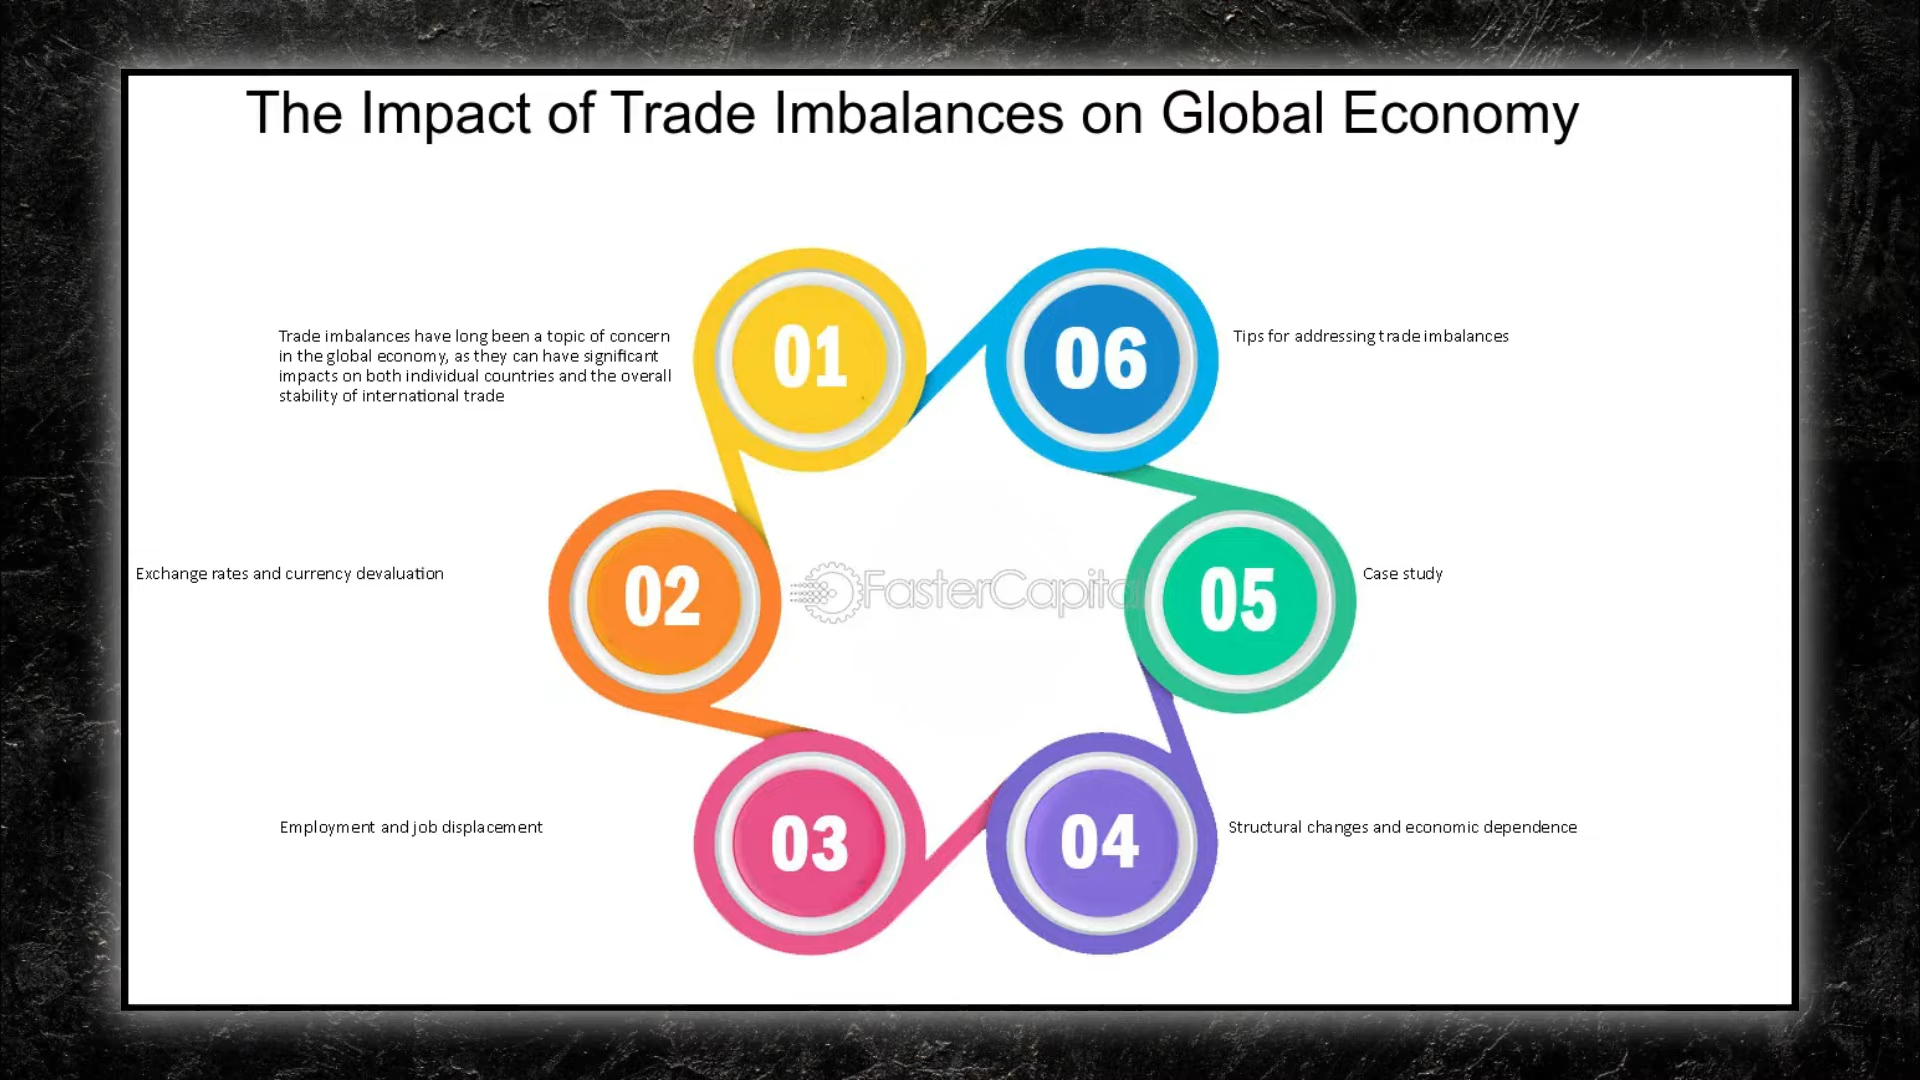 The Impact of Trade Imbalances on Global Economy
01
Trade imbalances have long been a topic of concern
in the global economy, as they can have significant
impacts on both individual countries and the overall
stability of international trade
02
Exchange rates and currency devaluation
03
Employment and job displacement
04
Structural changes and economic dependence
05
Case study
06
Tips for addressing trade imbalances
FasterCapital